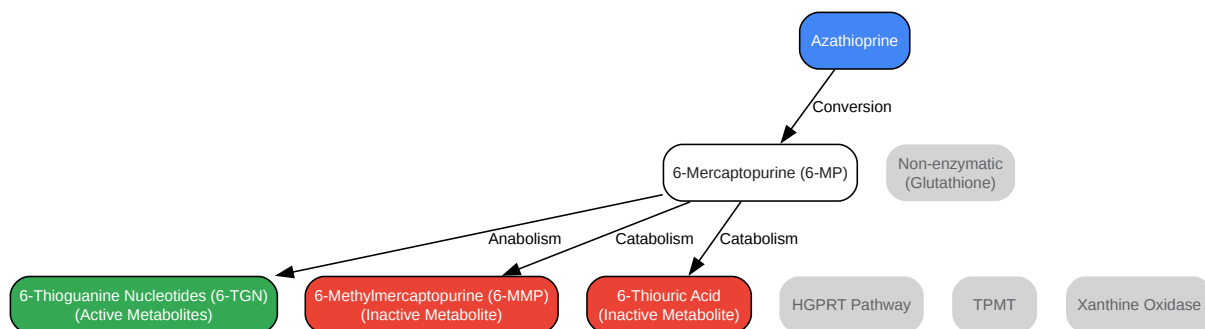 Azathioprine
Conversion
6-Mercaptopurine (6-MP)
Non-enzymatic
(Glutathione)
Anabolism
Catabolism
Catabolism
6-Thioguanine Nucleotides (6-TGN)
(Active Metabolites)
6-Methylmercaptopurine (6-MMP)
(Inactive Metabolite)
6-Thiouric Acid
(Inactive Metabolite)
HGPRT Pathway
TPMT
Xanthine Oxidase